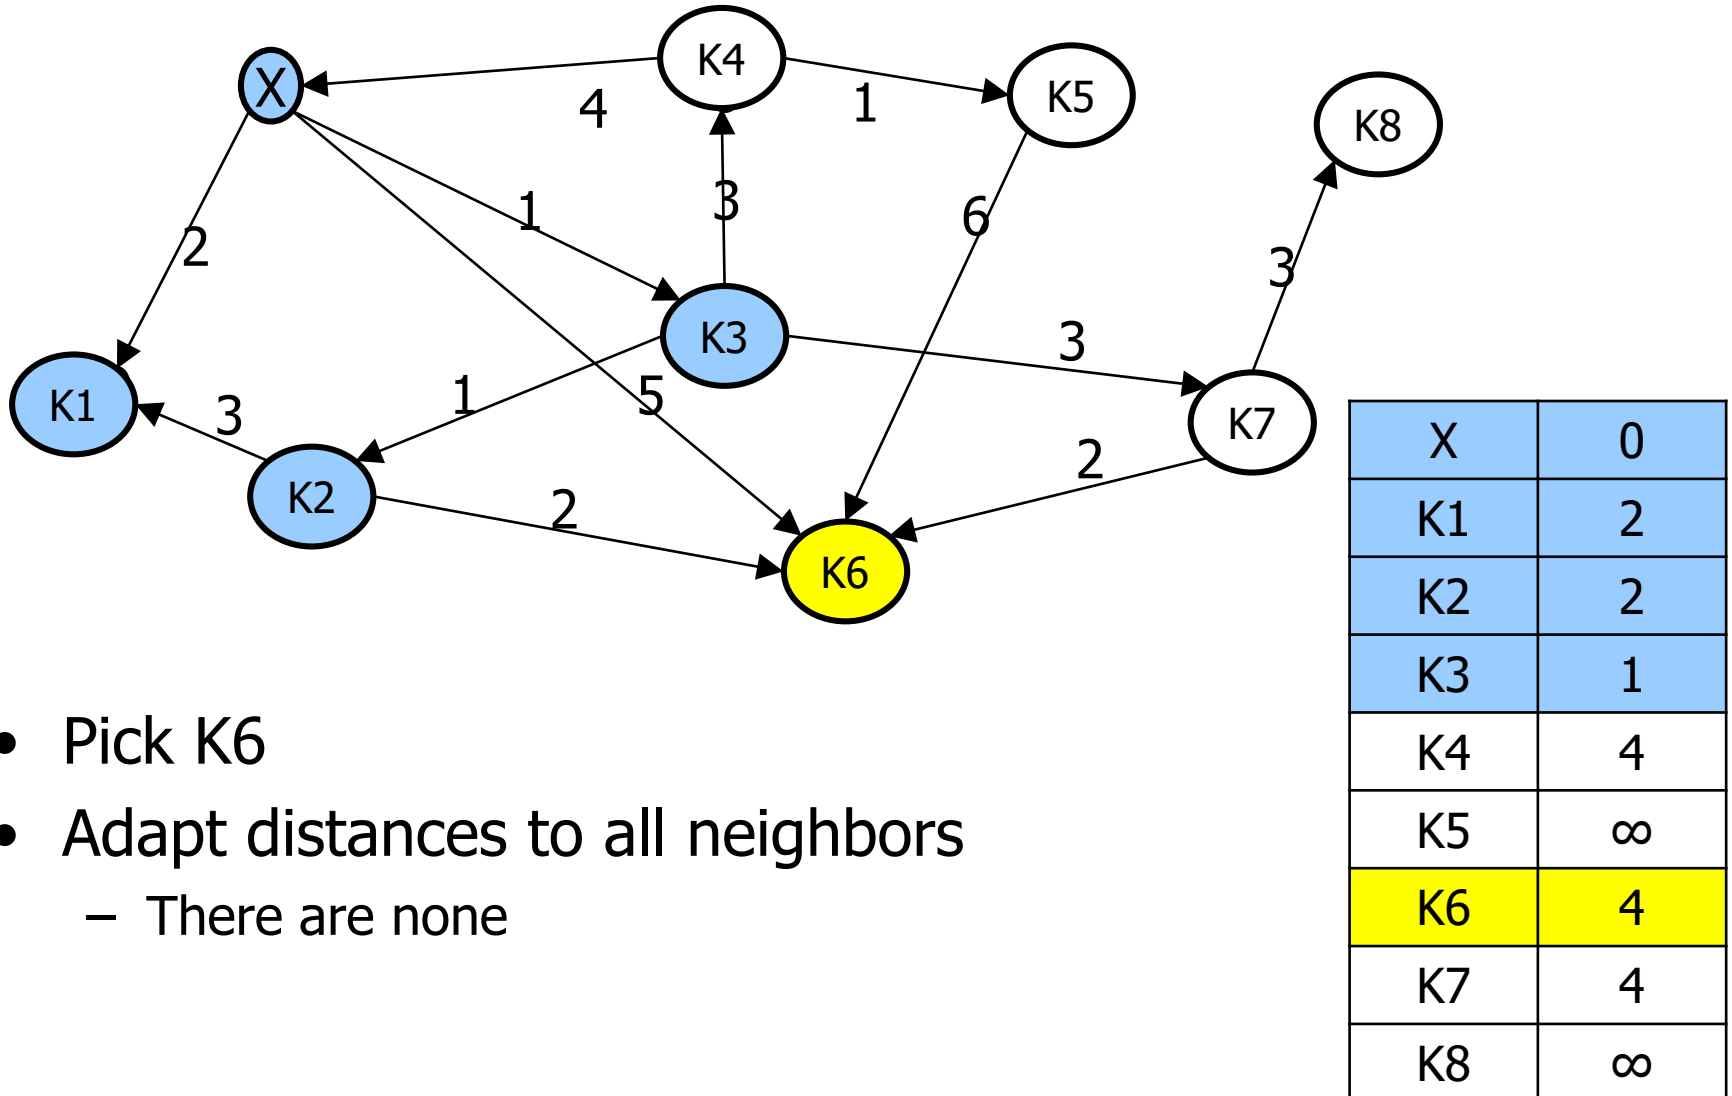 X
K4
K5
K8
4
1
2
1
3
6
3
K3
3
K1
3
1
5
K7
K2
2
2
K6
X 0
K1 2
K2 2
K3 1
K4 4
K5 ∞
K6 4
K7 4
K8 ∞
• Pick K6
• Adapt distances to all neighbors
– There are none